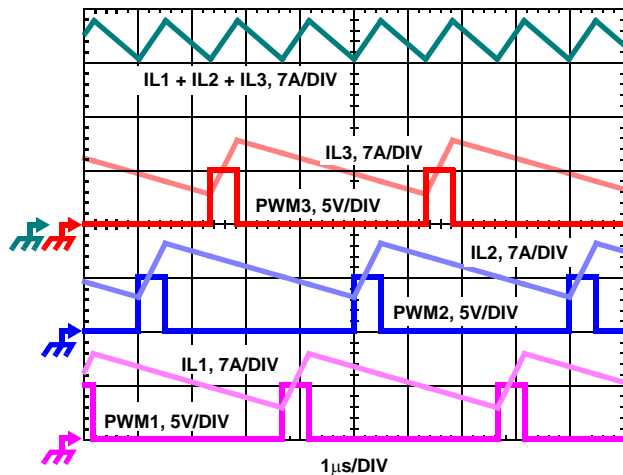 IL1 + IL2 + IL3, 7A/DIV
IL3, 7A/DIV
PWM3, 5V/DIV
IL2, 7A/DIV
PWM2, 5V/DIV
IL1, 7A/DIV
PWM1, 5V/DIV
1μs/DIV